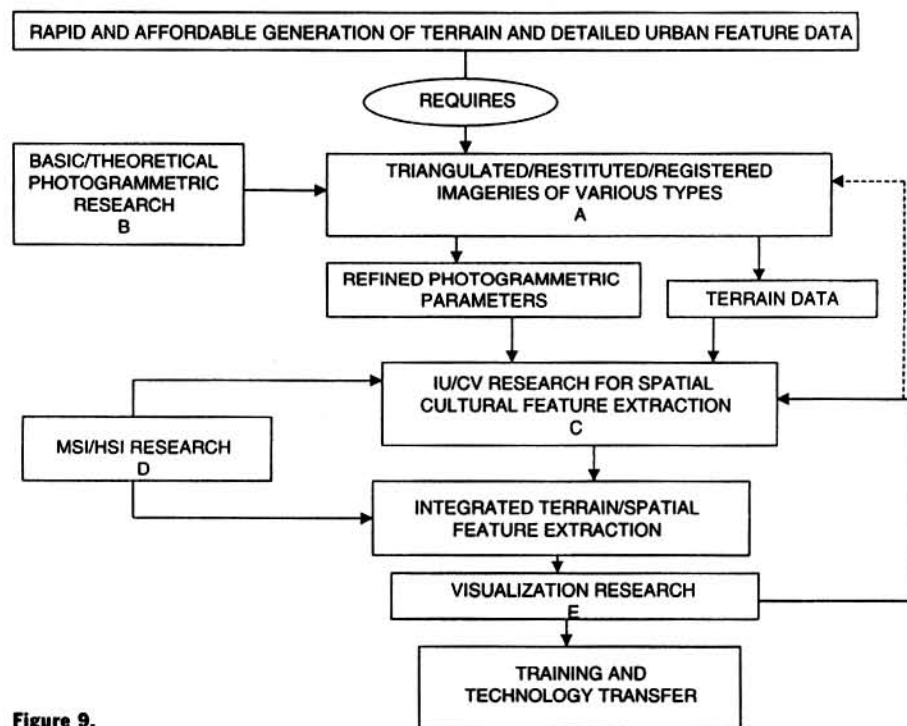 RAPID AND AFFORDABLE GENERATION OF TERRAIN AND DETAILED URBAN FEATURE DATA
REQUIRES
BASIC/THEORETICAL
PHOTOGRAMMETRIC
RESEARCH
B
TRIANGULATED/RESTITUTED/REGISTERED
IMAGERIES OF VARIOUS TYPES
A
REFINED PHOTOGRAMMETRIC
PARAMETERS
TERRAIN DATA
IU/CV RESEARCH FOR SPATIAL
CULTURAL FEATURE EXTRACTION
C
MSI/HSI RESEARCH
D
INTEGRATED TERRAIN/SPATIAL
FEATURE EXTRACTION
VISUALIZATION RESEARCH
E
TRAINING AND
TECHNOLOGY TRANSFER
Figure 9.